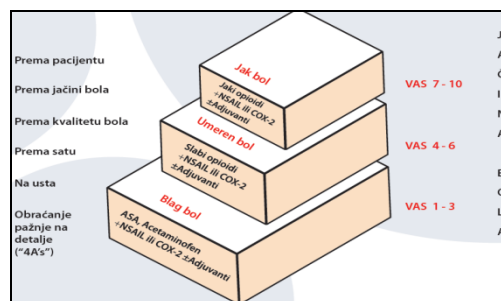 Prema pacijentu
Prema jačini bola
Prema kvalitetu bola
Prema satu
Na usta
Obraćanje
pažnje na
detalje
("4A's")
Jak bol
Jaki opioidi
+NSAIL ili COX-2
±Adjuvanti
VAS 7 - 10
Umeren bol
Slabi opioidi
+NSAIL ili COX-2
±Adjuvanti
VAS 4 - 6
Blag bol
ASA, Acetaminofen
+NSAIL ili COX-2 ±Adjuvanti
VAS 1 - 3